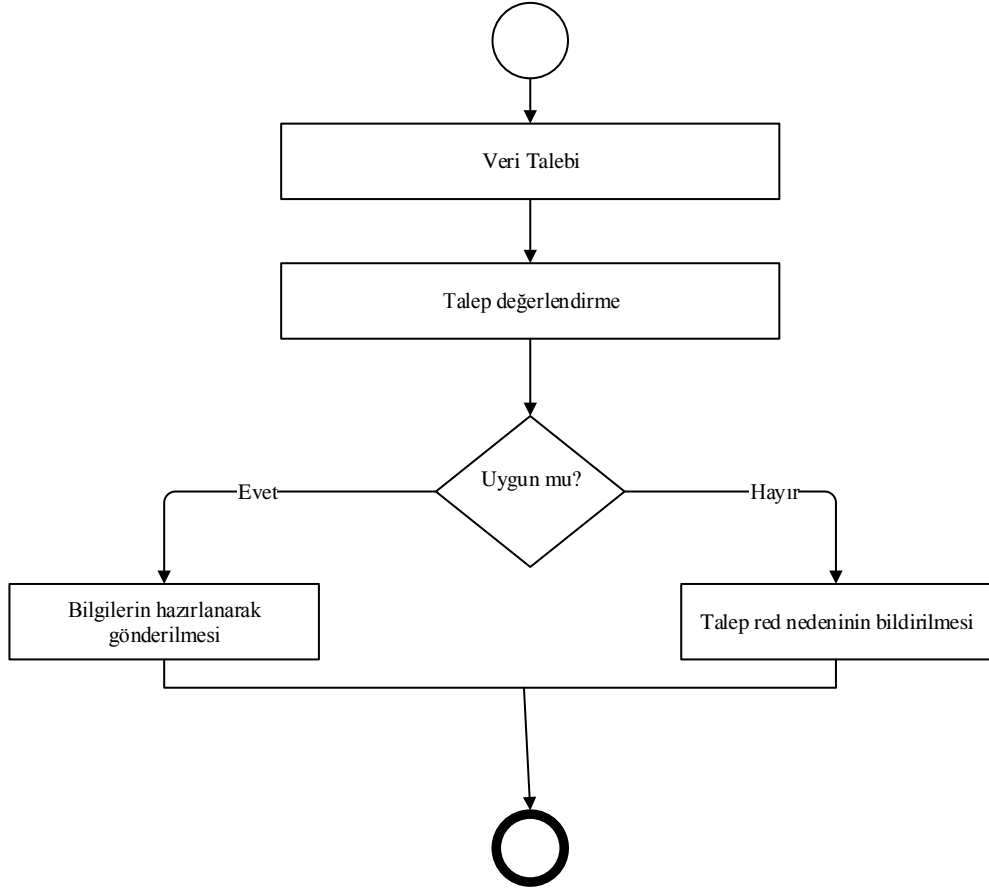 Veri Talebi
Talep değerlendirme
Uygun mu?
Evet
Hayır
Bilgilerin hazırlanarak
gönderilmesi
Talep red nedeninin bildirilmesi